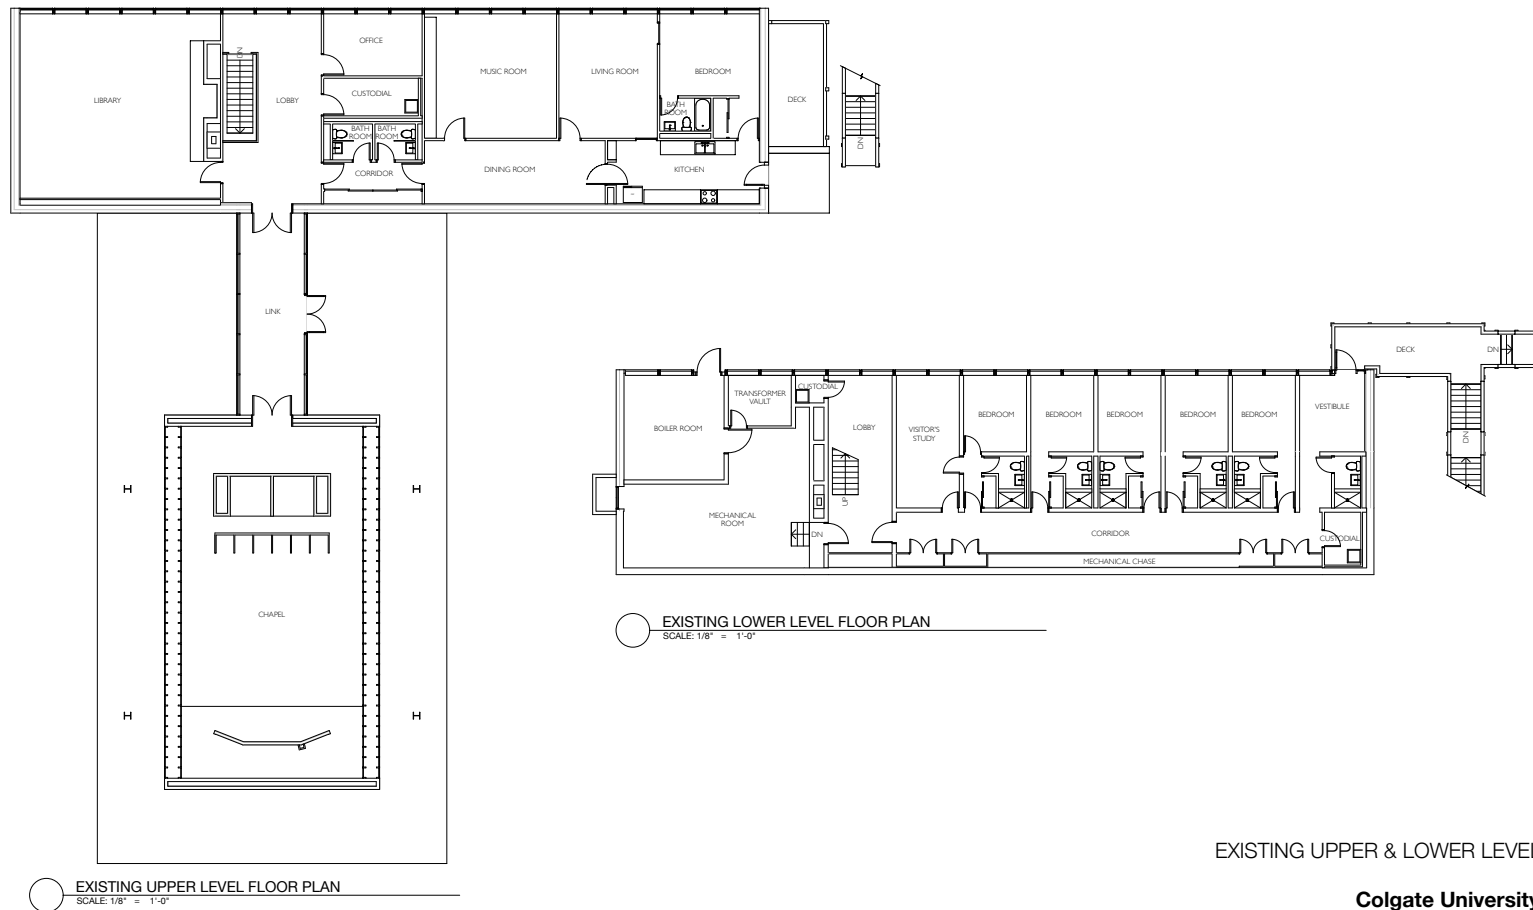 OFFICE
LIBRARY
DN
LOBBY
CUSTODIAL
MUSIC ROOM
LIVING ROOM
BEDROOM
DECK
BATH
ROOM
BATH
ROOM
BATH
ROOM
CORRIDOR
DINING ROOM
KITCHEN
DN
LINK
CHAPEL
H
H
H
H
EXISTING UPPER LEVEL FLOOR PLAN
SCALE: 1/8" = 1'-0"
DECK
DN
DN
BOILER ROOM
TRANSFORMER
VAULT
CUSTODIAL
LOBBY
VISITOR'S
STUDY
BEDROOM
BEDROOM
BEDROOM
BEDROOM
BEDROOM
VESTIBULE
UP
MECHANICAL
ROOM
DN
CORRIDOR
CUSTODIAL
MECHANICAL CHASE
EXISTING LOWER LEVEL FLOOR PLAN
SCALE: 1/8" = 1'-0"
EXISTING UPPER & LOWER LEVEL
Colgate University